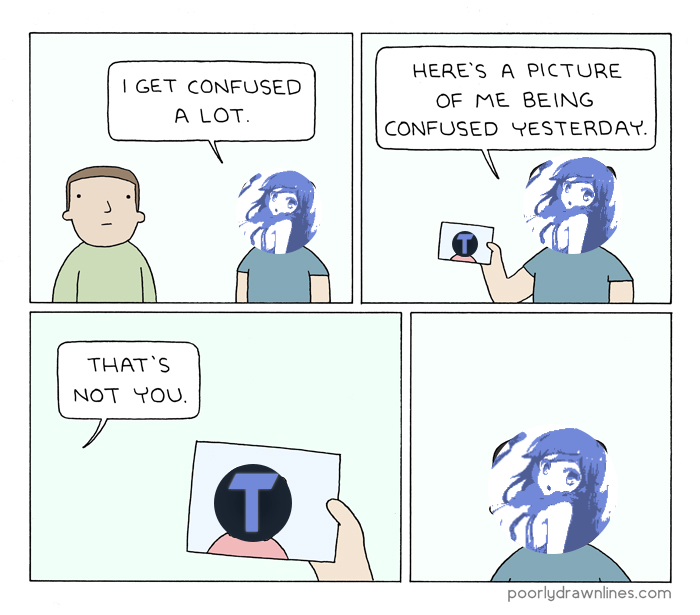 I GET CONFUSED
A LOT.
HERE'S A PICTURE
OF ME BEING
CONFUSED YESTERDAY.
T
THAT'S
NOT YOU.
T
poorlydrawnlines.com